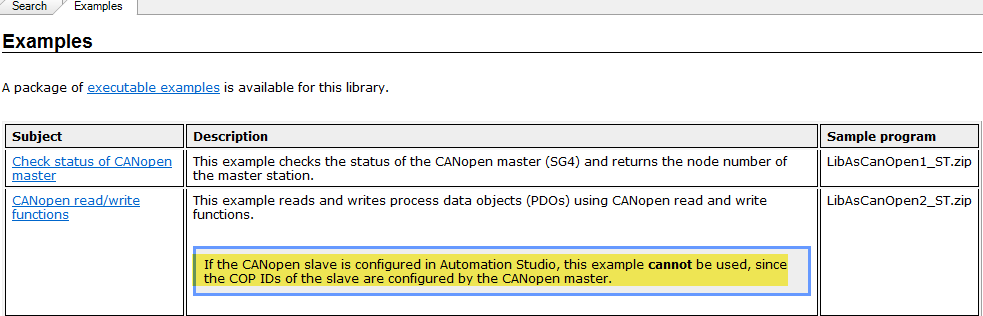 Search Examples
Examples
A package of executable examples is available for this library.
Subject Description Sample program
Check status of CANopen master
This example checks the status of the CANopen master (SG4) and returns the node number of
the master station.
LibAsCanOpen1_ST.zip
CANopen read/write
functions
This example reads and writes process data objects (PDOs) using CANopen read and write
functions.
If the CANopen slave is configured in Automation Studio, this example cannot be used, since
the COP IDs of the slave are configured by the CANopen master.
LibAsCanOpen2_ST.zip